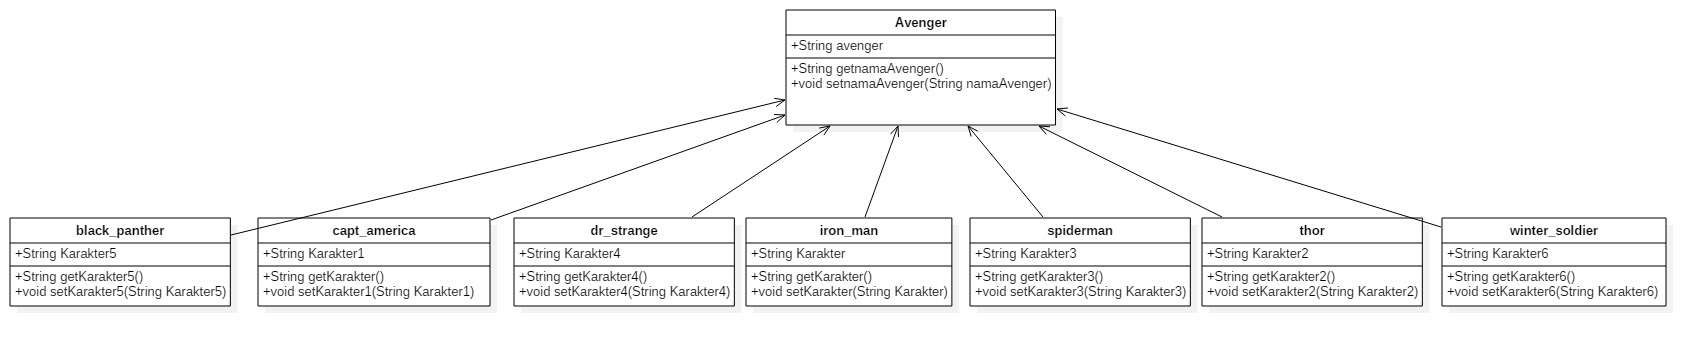 Avenger
+String avenger
+String getnamaAvenger()
+void setnamaAvenger(String namaAvenger)
black_panther
+String Karakter5
+String getKarakter5()
+void setKarakter5(String Karakter5)
capt_america
+String Karakter1
+String getKarakter()
+void setKarakter1(String Karakter1)
dr_strange
+String Karakter4
+String getKarakter4()
+void setKarakter4(String Karakter4)
iron_man
+String Karakter
+String getKarakter()
+void setKarakter(String Karakter)
spiderman
+String Karakter3
+String getKarakter3()
+void setKarakter3(String Karakter3)
thor
+String Karakter2
+String getKarakter2()
+void setKarakter2(String Karakter2)
winter_soldier
+String Karakter6
+String getKarakter6()
+void setKarakter6(String Karakter6)